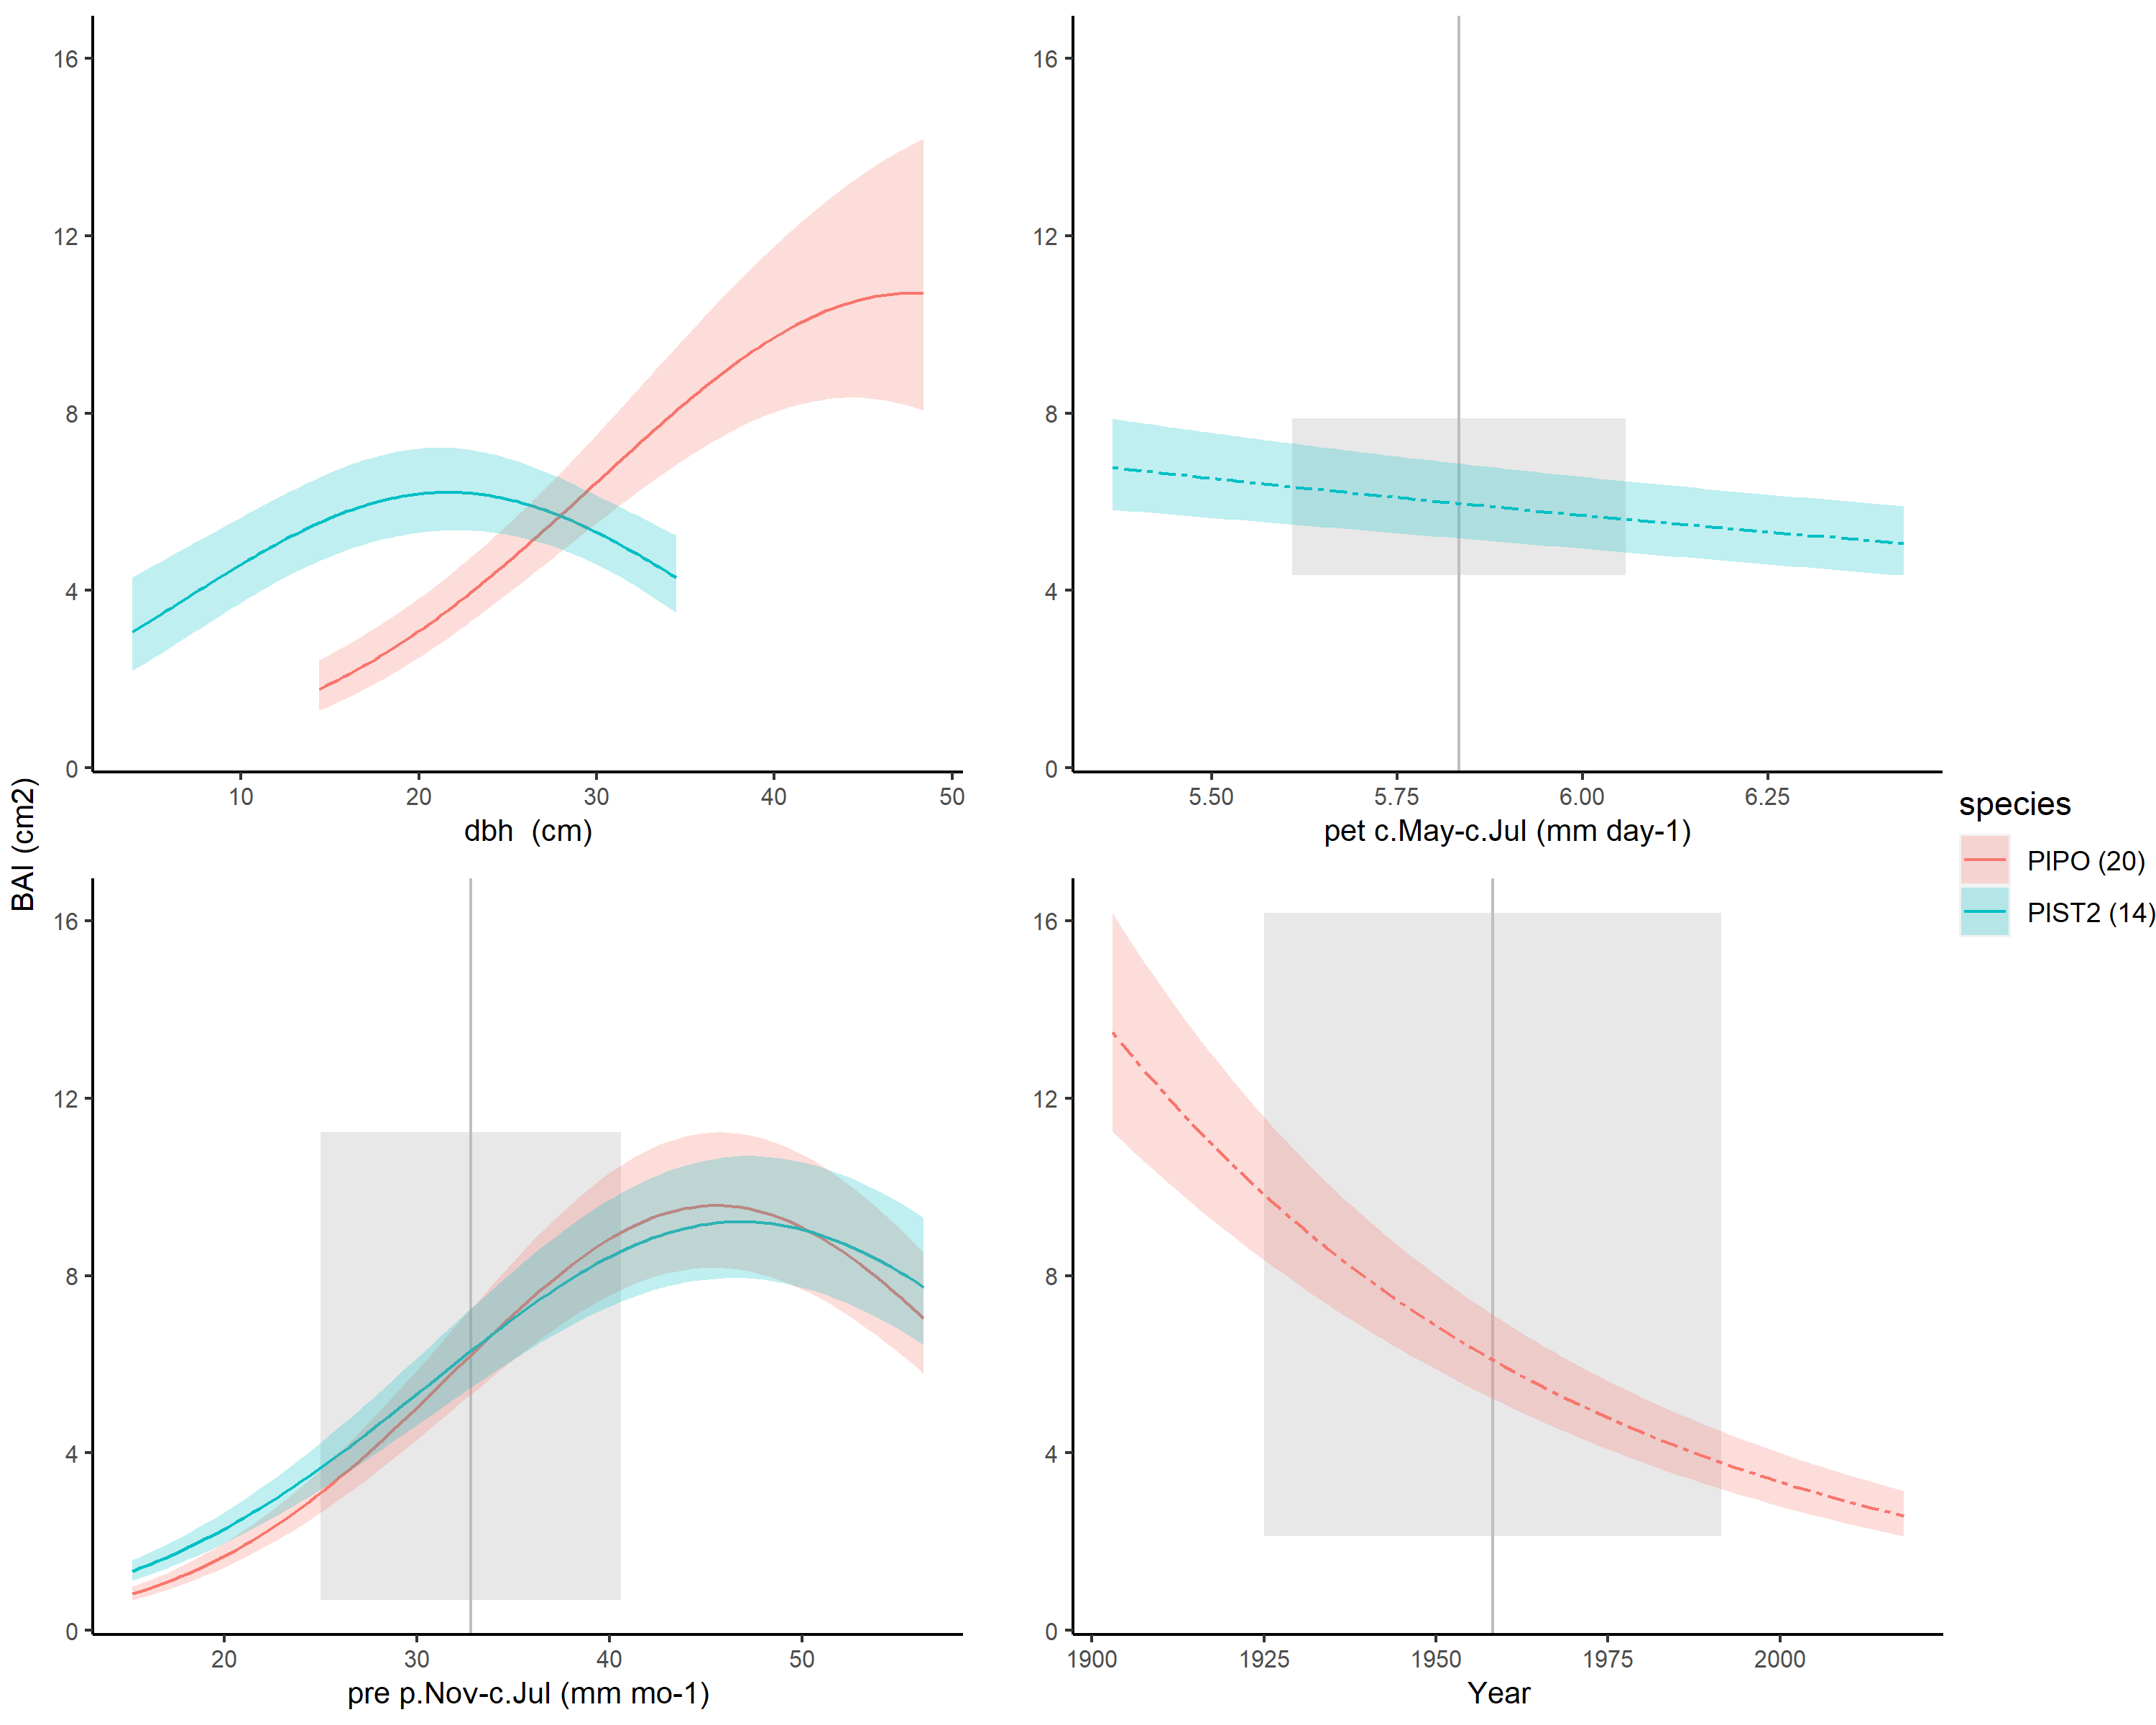 16
12
8
4
0
10 20 30 40 50
dbh  (cm)
16
12
8
4
0
5.50 5.75 6.00 6.25
pet c.May-c.Jul (mm day-1)
BAI (cm2)
16
12
8
4
0
20 30 40 50
pre p.Nov-c.Jul (mm mo-1)
16
12
8
4
0
1900 1925 1950 1975 2000
Year
species
PIPO (20)
PIST2 (14)